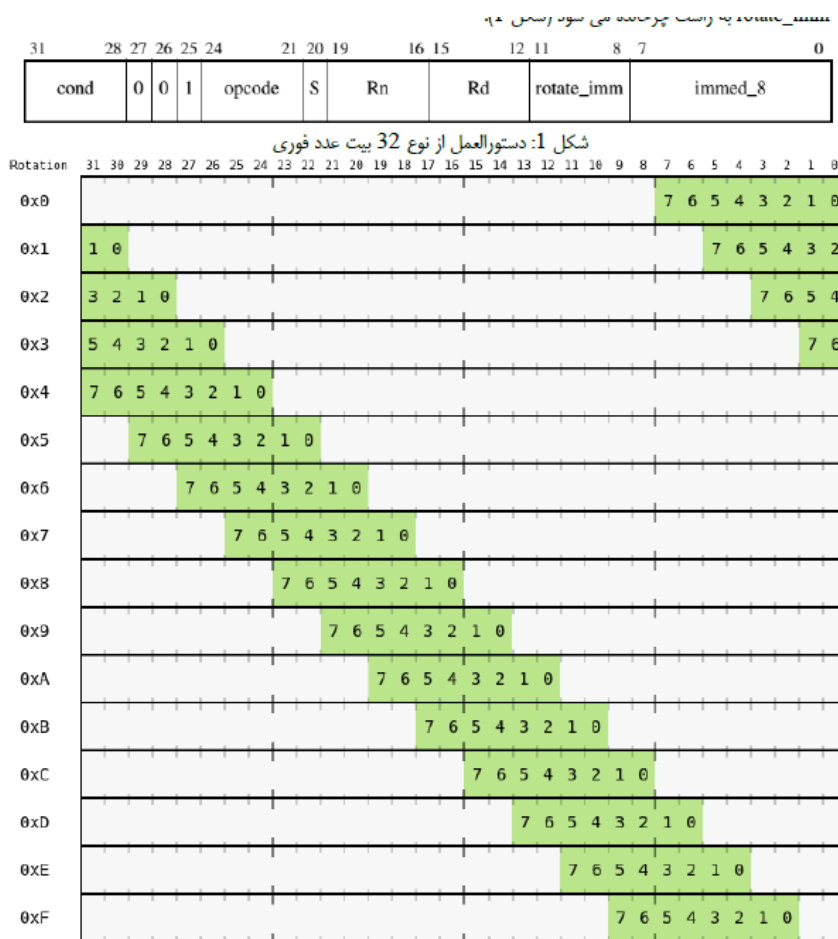 rotate_imm به راست چرخانده می شود (شکل 1).
31 28 27 26 25 24 21 20 19 16 15 12 11 8 7 0
cond 0 0 1 opcode S Rn Rd rotate_imm immed_8
شکل 1: دستورالعمل از نوع 32 بیت عدد فوری
Rotation 31 30 29 28 27 26 25 24 23 22 21 20 19 18 17 16 15 14 13 12 11 10 9 8 7 6 5 4 3 2 1 0
0x0 7 6 5 4 3 2 1 0
0x1 1 0 7 6 5 4 3 2
0x2 3 2 1 0 7 6 5 4
0x3 5 4 3 2 1 0 7 6
0x4 7 6 5 4 3 2 1 0
0x5 7 6 5 4 3 2 1 0
0x6 7 6 5 4 3 2 1 0
0x7 7 6 5 4 3 2 1 0
0x8 7 6 5 4 3 2 1 0
0x9 7 6 5 4 3 2 1 0
0xA 7 6 5 4 3 2 1 0
0xB 7 6 5 4 3 2 1 0
0xC 7 6 5 4 3 2 1 0
0xD 7 6 5 4 3 2 1 0
0xE 7 6 5 4 3 2 1 0
0xF 7 6 5 4 3 2 1 0